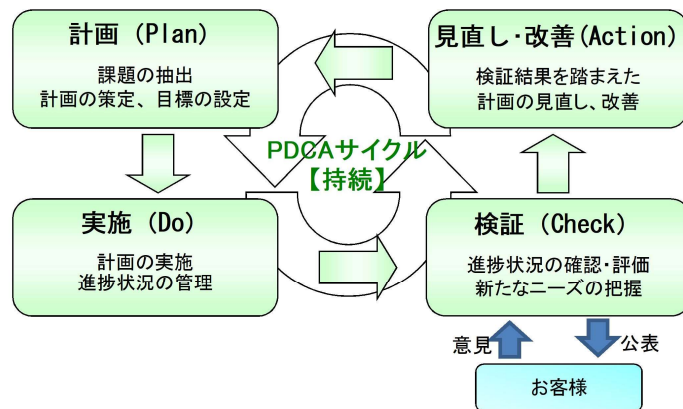 計画（Plan）
課題の抽出
計画の策定、目標の設定
見直し・改善（Action）
検証結果を踏まえた
計画の見直し、改善
PDCAサイクル
【持続】
実施（Do）
計画の実施
進捗状況の管理
検証（Check）
進捗状況の確認・評価
新たなニーズの把握
意見
公表
お客様